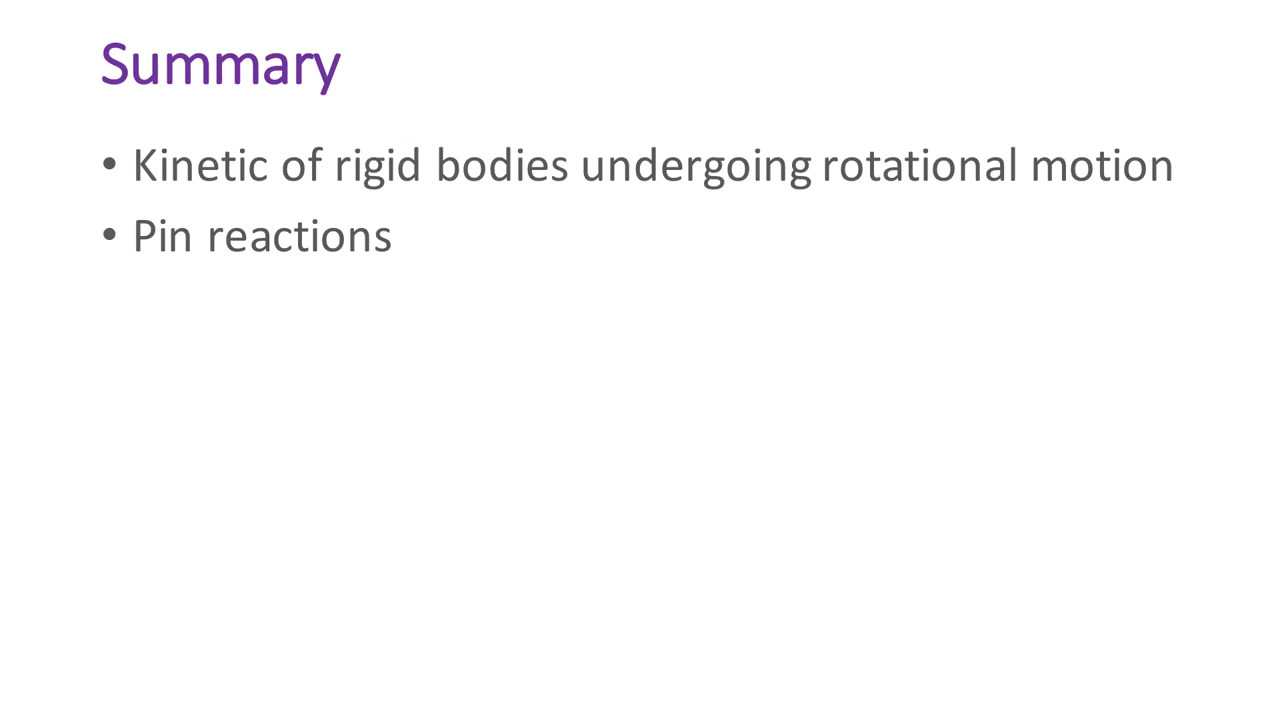 Summary
• Kinetic of rigid bodies undergoing rotational motion
• Pin reactions